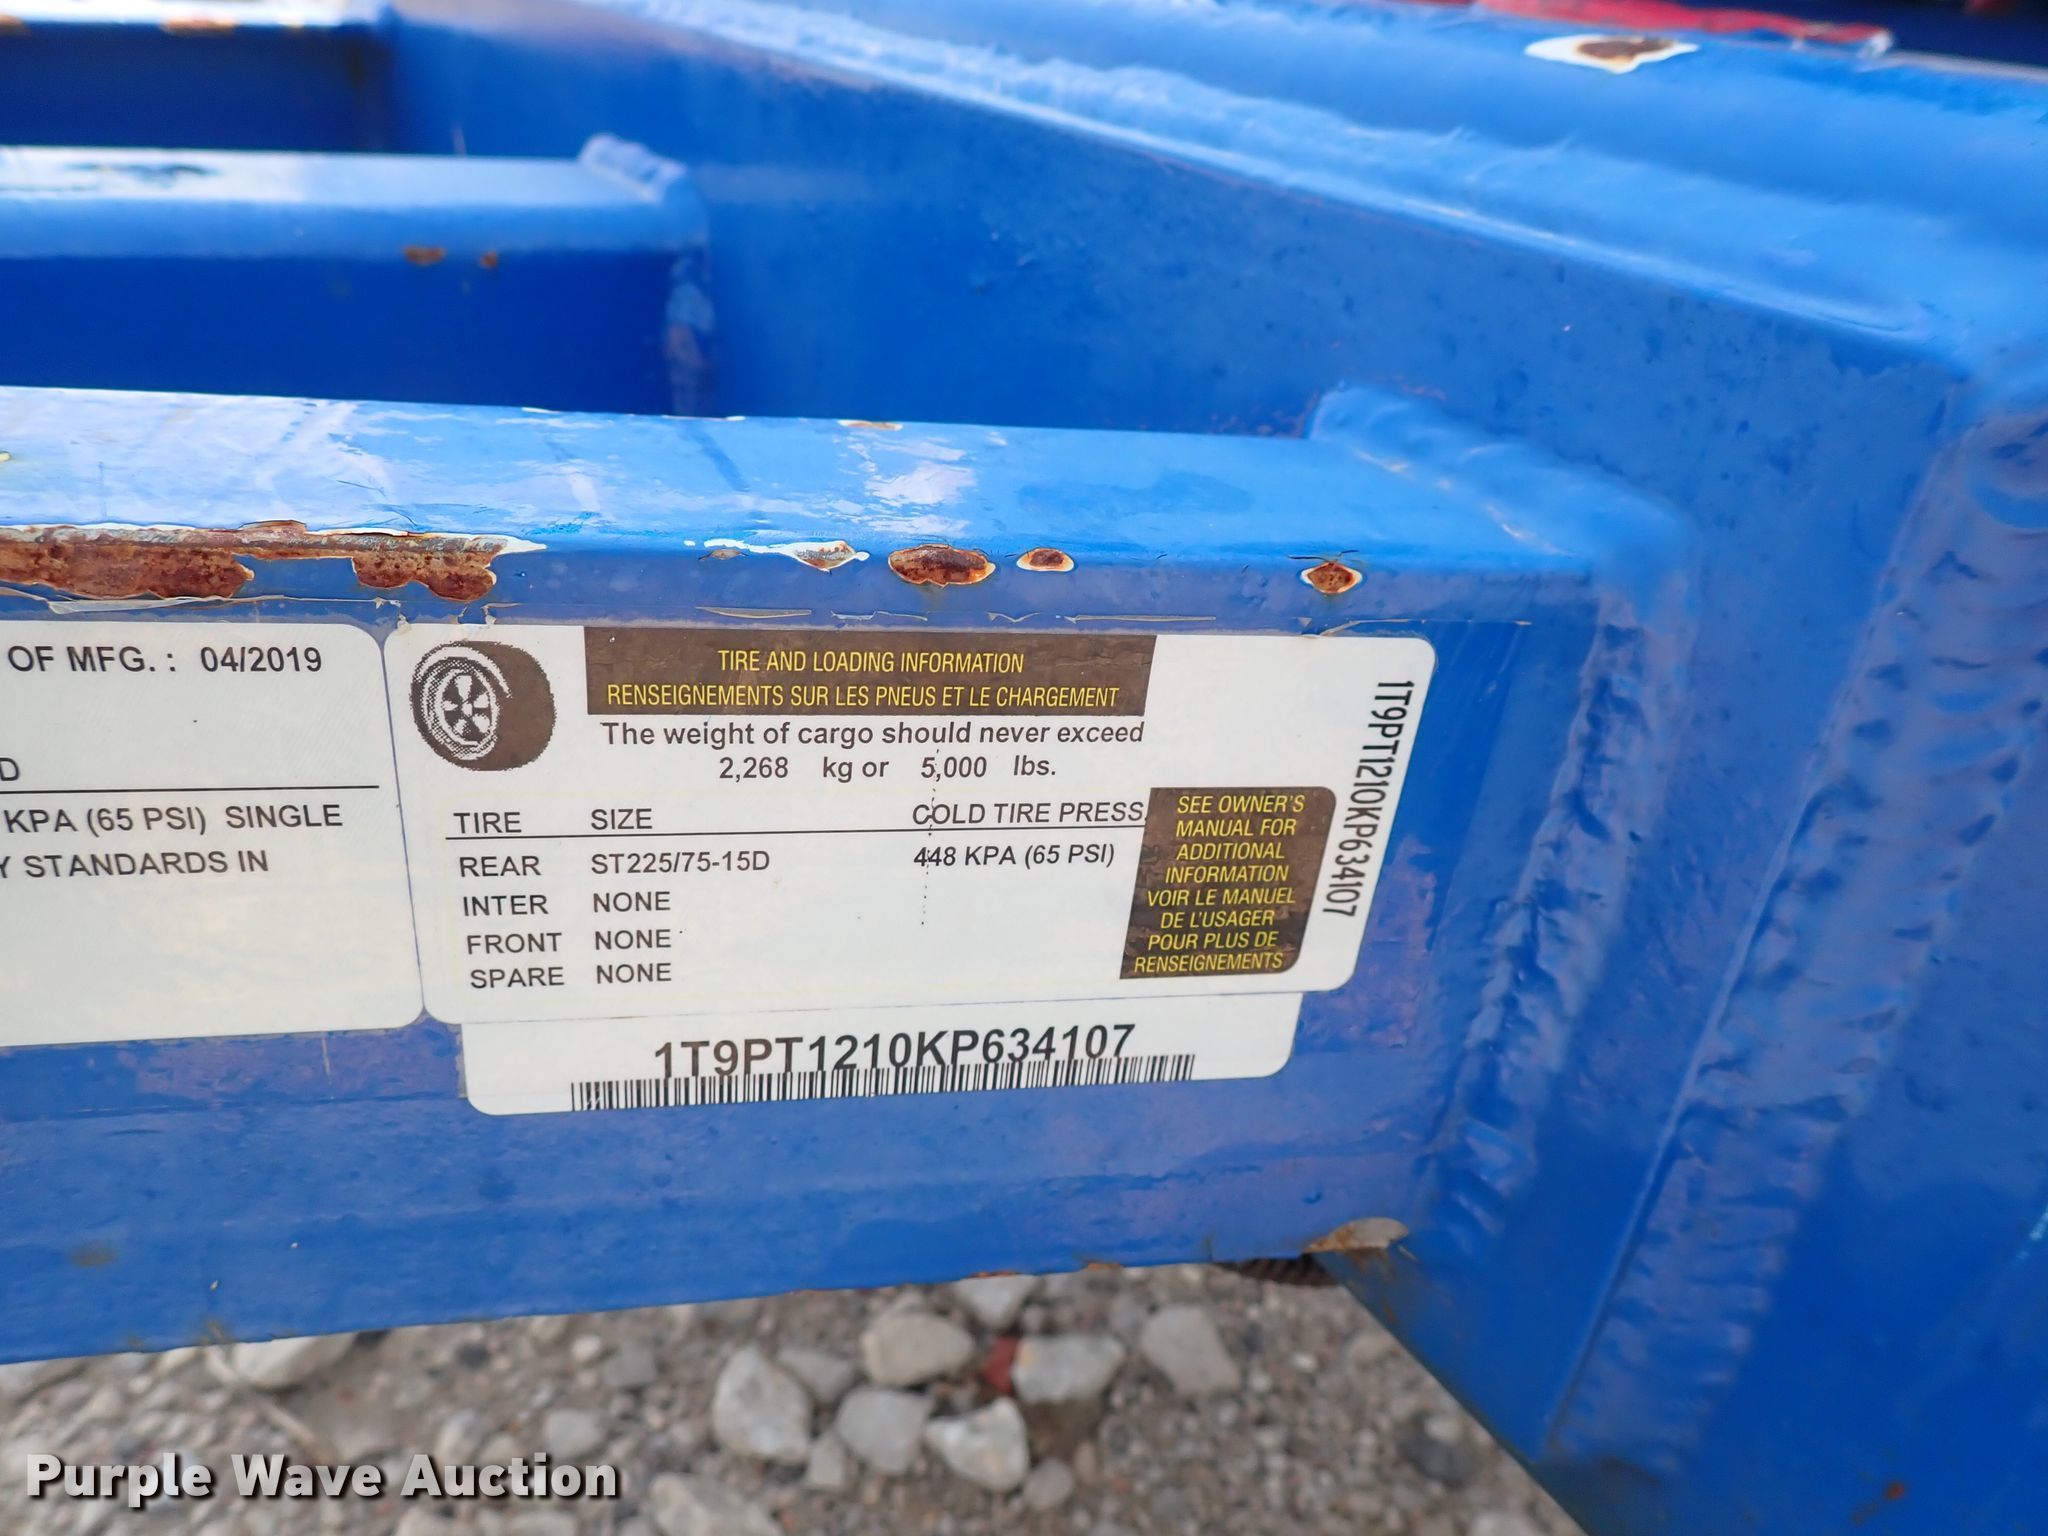 OF MFG. : 04/2019
D
KPA (65 PSI) SINGLE
Y STANDARDS IN
TIRE AND LOADING INFORMATION
RENSEIGNEMENTS SUR LES PNEUS ET LE CHARGEMENT
The weight of cargo should never exceed
2,268 kg or 5,000 lbs.
TIRE SIZE COLD TIRE PRESS.
REAR ST225/75-15D 448 KPA (65 PSI)
INTER NONE
FRONT NONE
SPARE NONE
SEE OWNER'S
MANUAL FOR
ADDITIONAL
INFORMATION
VOIR LE MANUEL
DE L'USAGER
POUR PLUS DE
RENSEIGNEMENTS
1T9PT1210KP634107
1T9PT1210KP634107
Purple Wave Auction